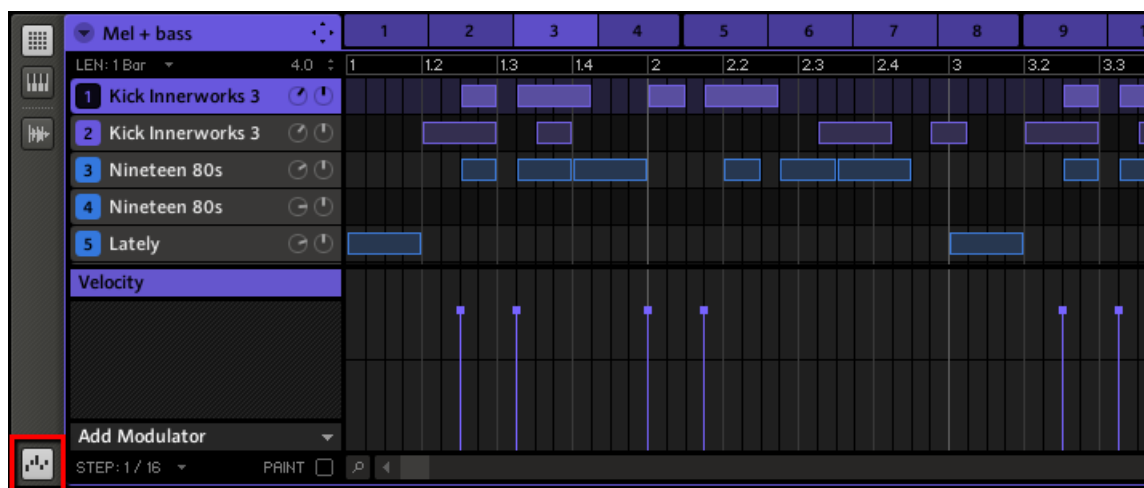 Mel + bass 1 2 3 4 5 6 7 8 9
LEN: 1 Bar 4.0 1 1.2 1.3 1.4 2 2.2 2.3 2.4 3 3.2 3.3
1 Kick Innerworks 3
2 Kick Innerworks 3
3 Nineteen 80s
4 Nineteen 80s
5 Lately
Velocity
Add Modulator
STEP: 1 / 16 PAINT